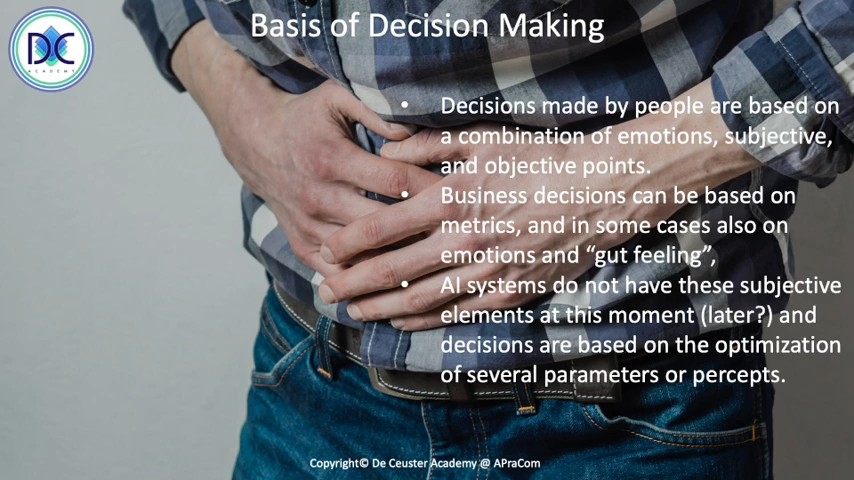 Basis of Decision Making
DC
ACADEMY
• Decisions made by people are based on
a combination of emotions, subjective,
and objective points.
• Business decisions can be based on
metrics, and in some cases also on
emotions and “gut feeling”,
• AI systems do not have these subjective
elements at this moment (later?) and
decisions are based on the optimization
of several parameters or percepts.
Copyright© De Ceuster Academy @ APraCom